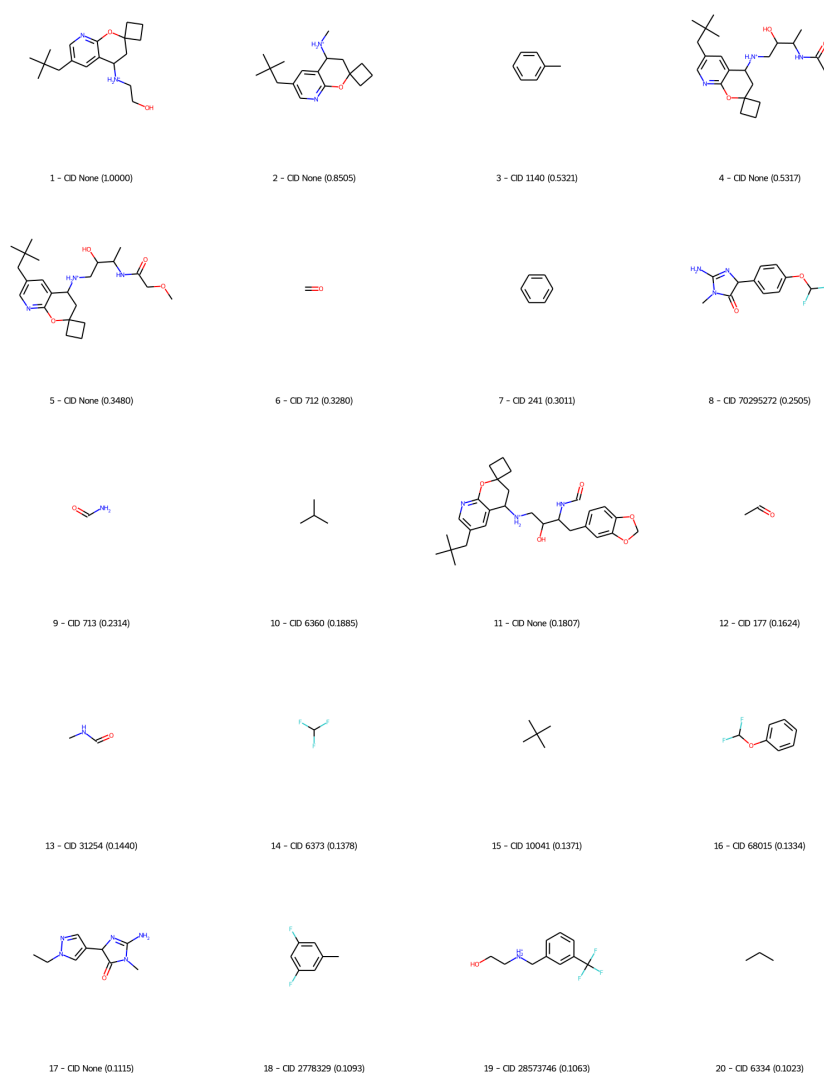 1 - CID None (1.0000)
2 - CID None (0.8505)
3 - CID 1140 (0.5321)
4 - CID None (0.5317)
5 - CID None (0.3480)
6 - CID 712 (0.3280)
7 - CID 241 (0.3011)
8 - CID 70295272 (0.2505)
9 - CID 713 (0.2314)
10 - CID 6360 (0.1885)
11 - CID None (0.1807)
12 - CID 177 (0.1624)
13 - CID 31254 (0.1440)
14 - CID 6373 (0.1378)
15 - CID 10041 (0.1371)
16 - CID 68015 (0.1334)
17 - CID None (0.1115)
18 - CID 2778329 (0.1093)
19 - CID 28573746 (0.1063)
20 - CID 6334 (0.1023)